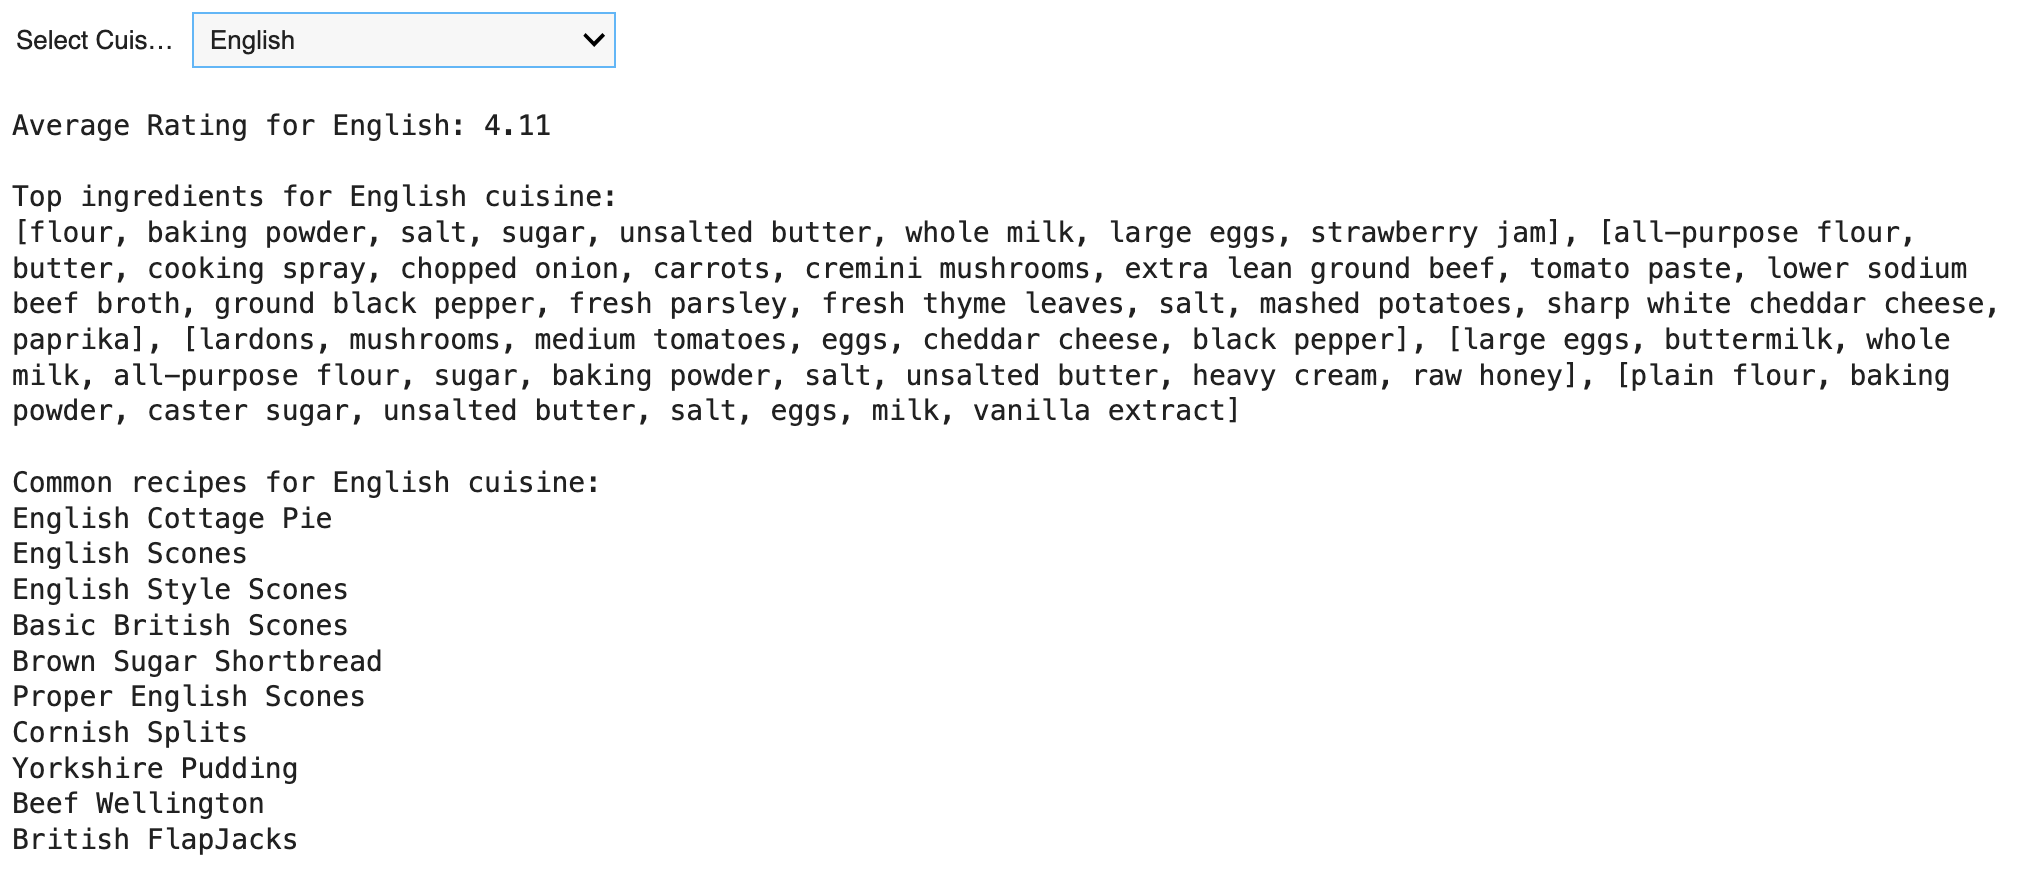 Select Cuis… English
Average Rating for English: 4.11
Top ingredients for English cuisine:
[flour, baking powder, salt, sugar, unsalted butter, whole milk, large eggs, strawberry jam], [all-purpose flour,
butter, cooking spray, chopped onion, carrots, cremini mushrooms, extra lean ground beef, tomato paste, lower sodium
beef broth, ground black pepper, fresh parsley, fresh thyme leaves, salt, mashed potatoes, sharp white cheddar cheese,
paprika], [lardons, mushrooms, medium tomatoes, eggs, cheddar cheese, black pepper], [large eggs, buttermilk, whole
milk, all-purpose flour, sugar, baking powder, salt, unsalted butter, heavy cream, raw honey], [plain flour, baking
powder, caster sugar, unsalted butter, salt, eggs, milk, vanilla extract]
Common recipes for English cuisine:
English Cottage Pie
English Scones
English Style Scones
Basic British Scones
Brown Sugar Shortbread
Proper English Scones
Cornish Splits
Yorkshire Pudding
Beef Wellington
British FlapJacks